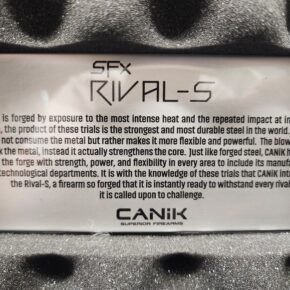 SFX
RIVAL-S
is forged by exposure to the most intense heat and the repeated impact at
, the product of these trials is the strongest and most durable steel in the world.
not consume the metal but rather makes it more flexible and powerful. The blow
the metal, instead it actually strengthens the core. Just like forged steel, CANiK h
the forge with strength, power, and flexibility in every area to include its manufa
technological departments. It is with the knowledge of these trials that CANiK int
the Rival-S, a firearm so forged that it is instantly ready to withstand every rival
it is called upon to challenge.
CANiK
SUPERIOR FIREARMS